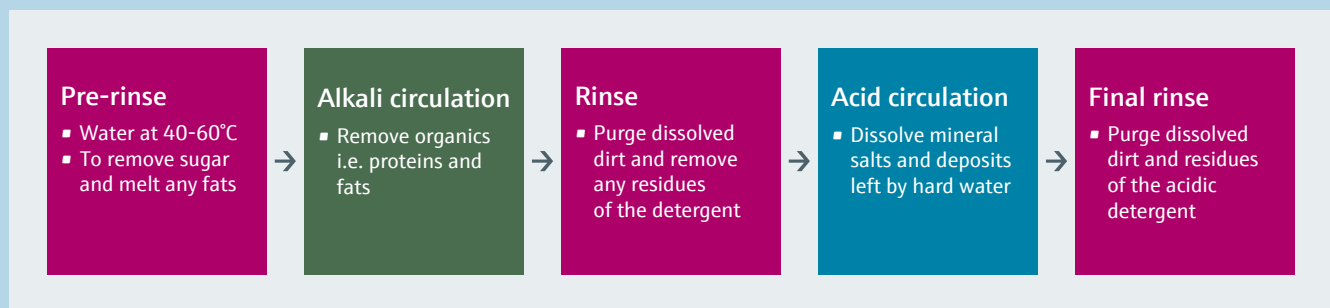 Pre-rinse
▪ Water at 40-60°C
▪ To remove sugar
and melt any fats
Alkali circulation
▪ Remove organics
i.e. proteins and
fats
Rinse
▪ Purge dissolved
dirt and remove
any residues
of the detergent
Acid circulation
▪ Dissolve mineral
salts and deposits
left by hard water
Final rinse
▪ Purge dissolved
dirt and residues
of the acidic
detergent